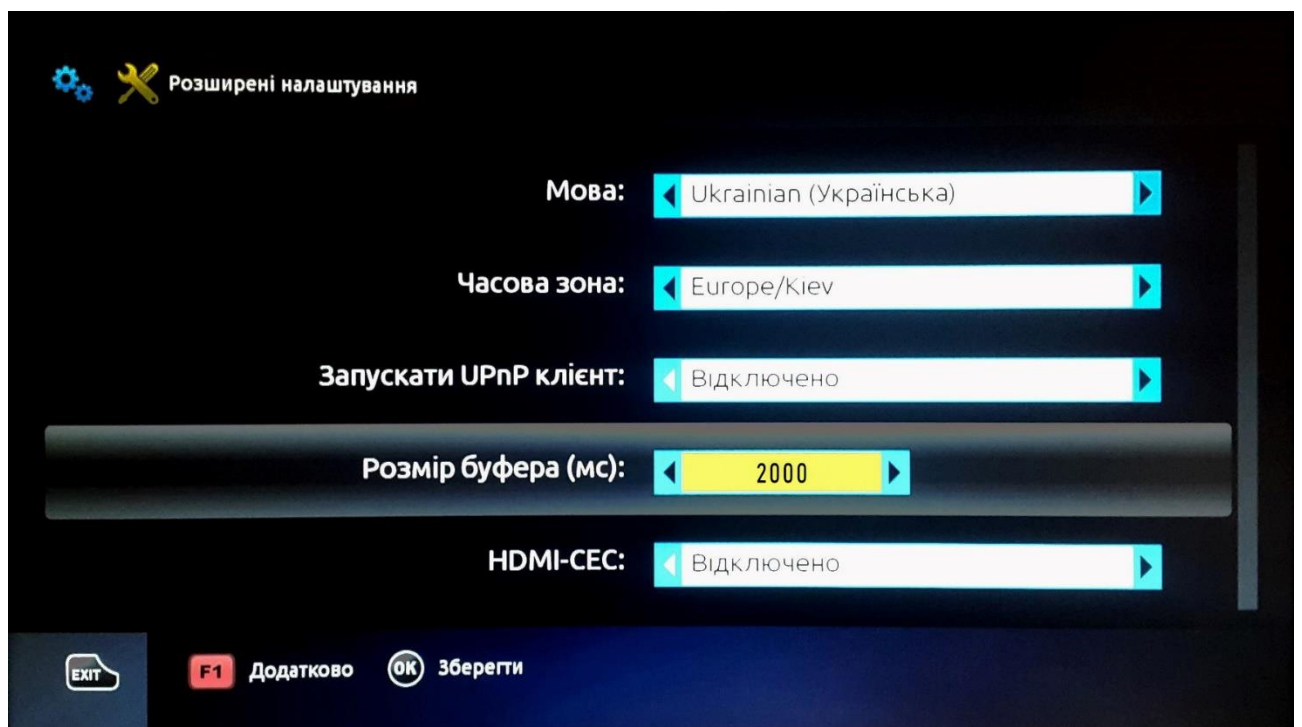 Розширені налаштування
Мова: Ukrainian (Українська)
Часова зона: Europe/Kiev
Запускати UPnP клієнт: Відключено
Розмір буфера (мс): 2000
HDMI-CEC: Відключено
EXIT F1 Додатково OK Зберегти